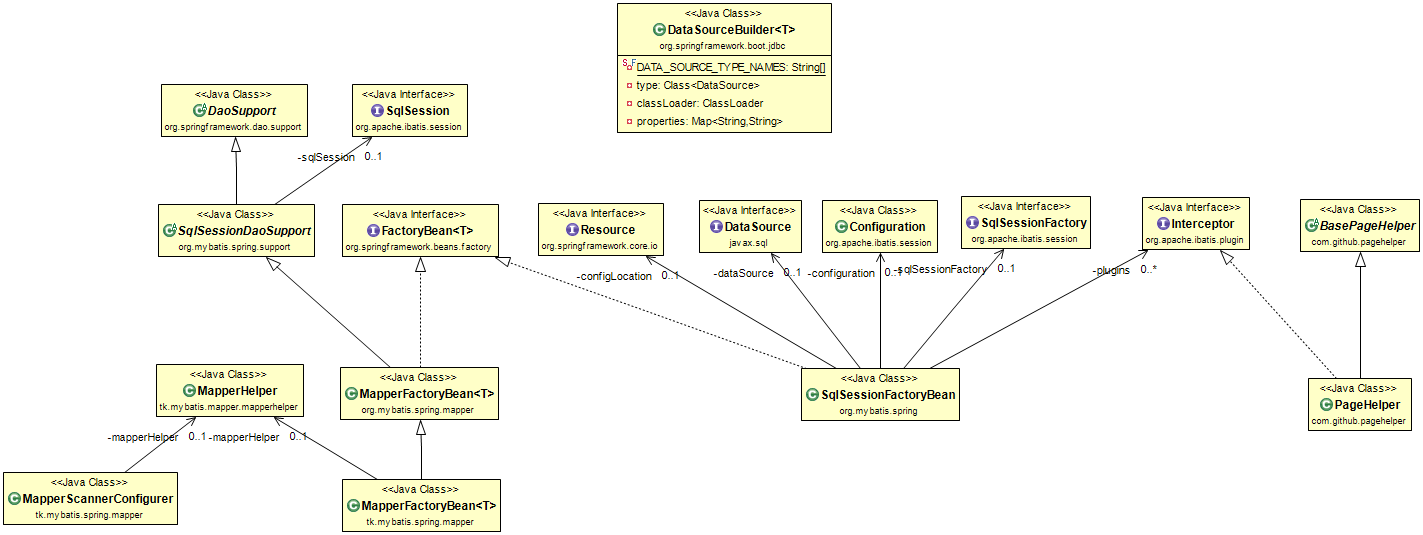 <<Java Class>>
DataSourceBuilder<T>
org.springframework.boot.jdbc
DATA_SOURCE_TYPE_NAMES: String[]
type: Class<DataSource>
classLoader: ClassLoader
properties: Map<String,String>
<<Java Class>>
DaoSupport
org.springframework.dao.support
<<Java Interface>>
SqlSession
org.apache.ibatis.session
-sqlSession 0..1
<<Java Class>>
SqlSessionDaoSupport
org.mybatis.spring.support
<<Java Interface>>
FactoryBean<T>
org.springframework.beans.factory
<<Java Interface>>
Resource
org.springframework.core.io
<<Java Interface>>
DataSource
javax.sql
<<Java Class>>
Configuration
org.apache.ibatis.session
<<Java Interface>>
SqlSessionFactory
org.apache.ibatis.session
<<Java Interface>>
Interceptor
org.apache.ibatis.plugin
<<Java Class>>
BasePageHelper
com.github.pagehelper
-configLocation 0..1
-dataSource 0..1
-configuration 0..1
-sqlSessionFactory 0..1
-plugins 0..*
<<Java Class>>
MapperHelper
tk.mybatis.mapper.mapperhelper
<<Java Class>>
MapperFactoryBean<T>
org.mybatis.spring.mapper
<<Java Class>>
SqlSessionFactoryBean
org.mybatis.spring
<<Java Class>>
PageHelper
com.github.pagehelper
-mapperHelper 0..1
-mapperHelper 0..1
<<Java Class>>
MapperScannerConfigurer
tk.mybatis.spring.mapper
<<Java Class>>
MapperFactoryBean<T>
tk.mybatis.spring.mapper